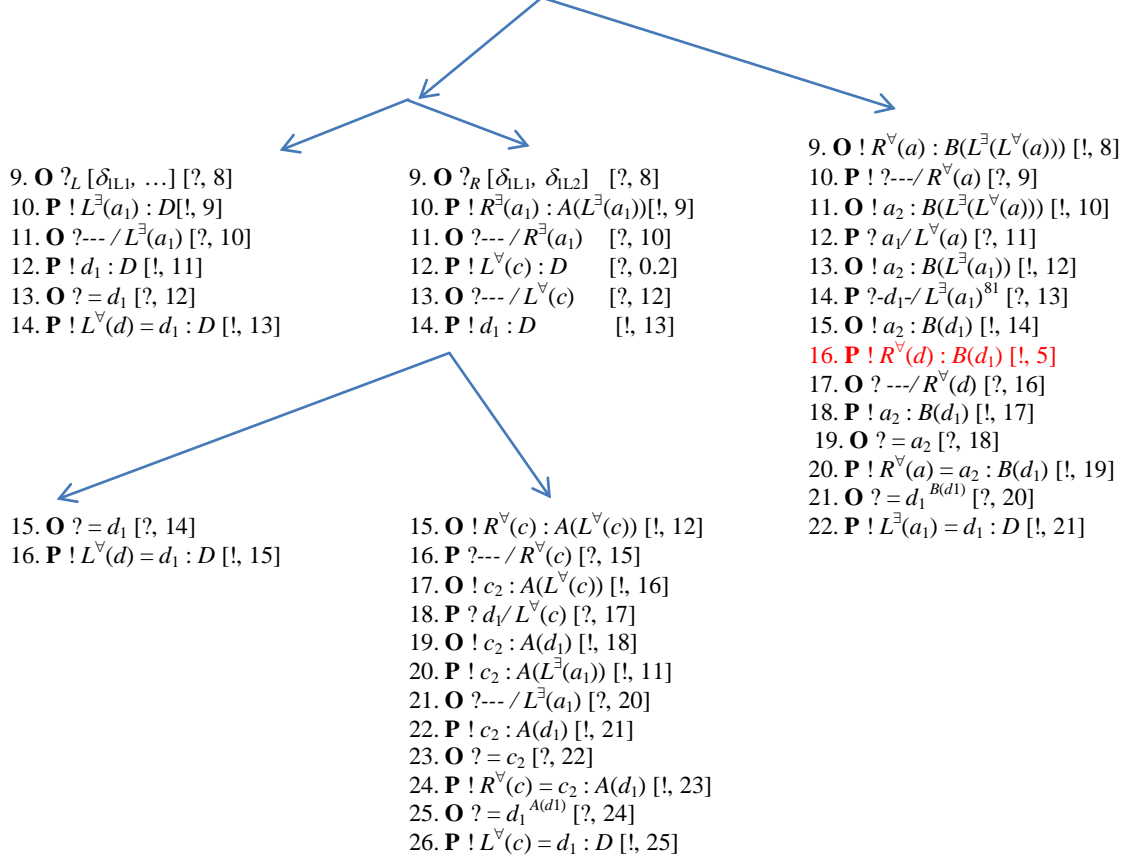 9. O ?L [δ1L1, …] [?, 8]
10. P ! L∃(a1) : D[!, 9]
11. O ?--- / L∃(a1) [?, 10]
12. P ! d1 : D [!, 11]
13. O ? = d1 [?, 12]
14. P ! L∀(d) = d1 : D [!, 13]
9. O ?R [δ1L1, δ1L2] [?, 8]
10. P ! R∃(a1) : A(L∃(a1))[!, 9]
11. O ?--- / R∃(a1) [?, 10]
12. P ! L∀(c) : D [?, 0.2]
13. O ?--- / L∀(c) [?, 12]
14. P ! d1 : D [!, 13]
9. O ! R∀(a) : B(L∃(L∀(a))) [!, 8]
10. P ! ?---/ R∀(a) [?, 9]
11. O ! a2 : B(L∃(L∀(a))) [!, 10]
12. P ? a1/ L∀(a) [?, 11]
13. O ! a2 : B(L∃(a1)) [!, 12]
14. P ?-d1-/ L∃(a1)81 [?, 13]
15. O ! a2 : B(d1) [!, 14]
16. P ! R∀(d) : B(d1) [!, 5]
17. O ? ---/ R∀(d) [?, 16]
18. P ! a2 : B(d1) [!, 17]
19. O ? = a2 [?, 18]
20. P ! R∀(a) = a2 : B(d1) [!, 19]
21. O ? = d1 B(d1) [?, 20]
22. P ! L∃(a1) = d1 : D [!, 21]
15. O ? = d1 [?, 14]
16. P ! L∀(d) = d1 : D [!, 15]
15. O ! R∀(c) : A(L∀(c)) [!, 12]
16. P ?--- / R∀(c) [?, 15]
17. O ! c2 : A(L∀(c)) [!, 16]
18. P ? d1/ L∀(c) [?, 17]
19. O ! c2 : A(d1) [!, 18]
20. P ! c2 : A(L∃(a1)) [!, 11]
21. O ?--- / L∃(a1) [?, 20]
22. P ! c2 : A(d1) [!, 21]
23. O ? = c2 [?, 22]
24. P ! R∀(c) = c2 : A(d1) [!, 23]
25. O ? = d1 A(d1) [?, 24]
26. P ! L∀(c) = d1 : D [!, 25]